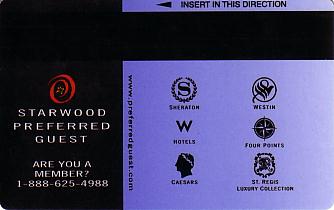 INSERT IN THIS DIRECTION
STARWOOD
PREFERRED
GUEST
ARE YOU A
MEMBER?
1-888-625-4988
www.preferredguest.com
S
SHERATON
WESTIN
W
HOTELS
FOUR POINTS
CAESARS
ST. REGIS
LUXURY COLLECTION